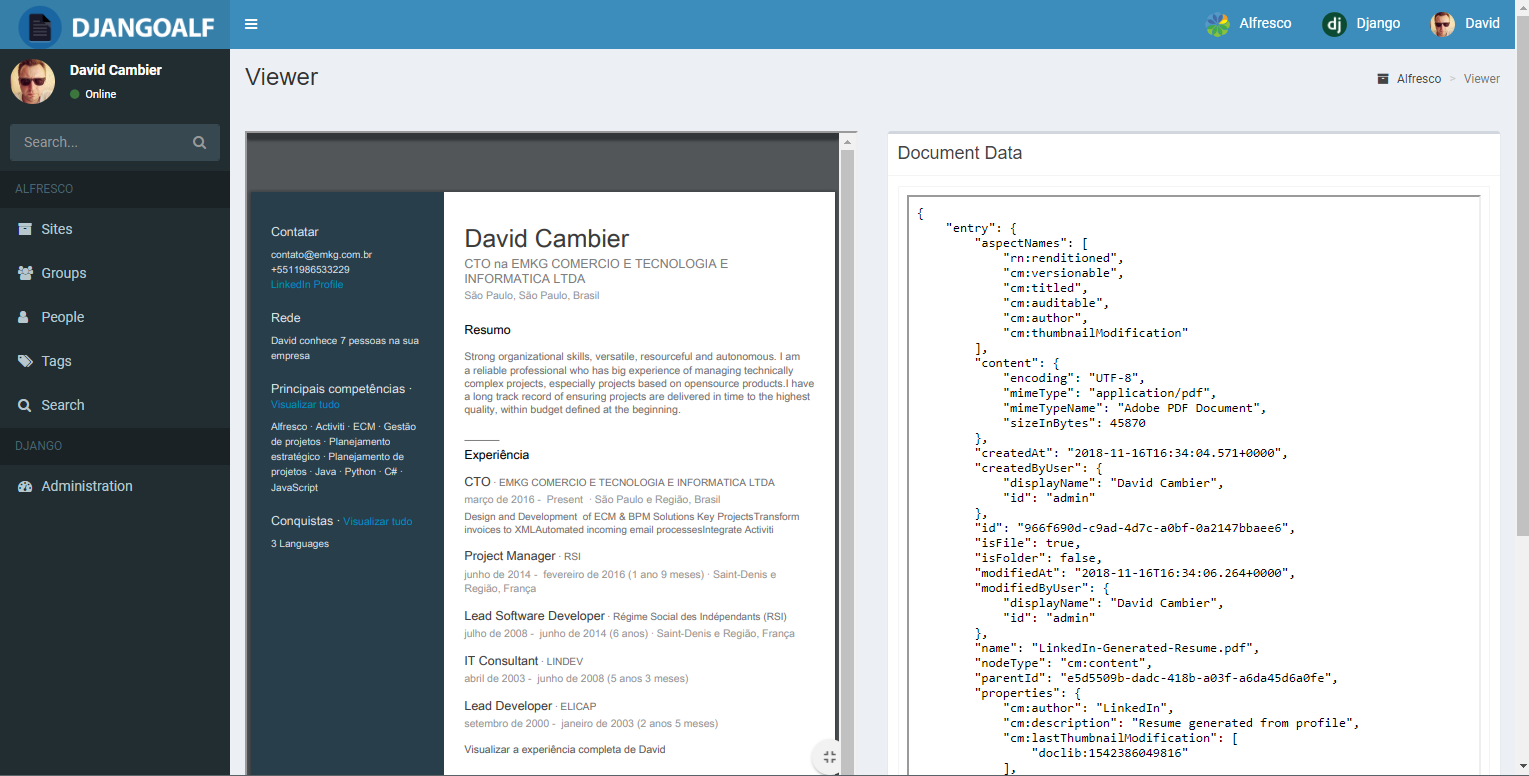 DJANGOALF
Alfresco
Django
David
David Cambier
Online
Search...
ALFRESCO
Sites
Groups
People
Tags
Search
DJANGO
Administration
Viewer
Alfresco > Viewer
Contatar
contato@emkg.com.br
+5511986533229
LinkedIn Profile
Rede
David conhece 7 pessoas na sua
empresa
Principais competências ·
Visualizar tudo
Alfresco · Activiti · ECM · Gestão
de projetos · Planejamento
estratégico · Planejamento de
projetos · Java · Python · C# ·
JavaScript
Conquistas · Visualizar tudo
3 Languages
David Cambier
CTO na EMKG COMERCIO E TECNOLOGIA E
INFORMATICA LTDA
São Paulo, São Paulo, Brasil
Resumo
Strong organizational skills, versatile, resourceful and autonomous. I am
a reliable professional who has big experience of managing technically
complex projects, especially projects based on opensource products.I have
a long track record of ensuring projects are delivered in time to the highest
quality, within budget defined at the beginning.
Experiência
CTO · EMKG COMERCIO E TECNOLOGIA E INFORMATICA LTDA
março de 2016 - Present · São Paulo e Região, Brasil
Design and Development of ECM & BPM Solutions Key ProjectsTransform
invoices to XMLAutomated incoming email processesIntegrate Activiti
Project Manager · RSI
junho de 2014 - fevereiro de 2016 (1 ano 9 meses) · Saint-Denis e
Região, França
Lead Software Developer · Régime Social des Indépendants (RSI)
julho de 2008 - junho de 2014 (6 anos) · Saint-Denis e Região, França
IT Consultant · LINDEV
abril de 2003 - junho de 2008 (5 anos 3 meses)
Lead Developer · ELICAP
setembro de 2000 - janeiro de 2003 (2 anos 5 meses)
Visualizar a experiência completa de David
Document Data
{
"entry": {
"aspectNames": [
"rn:renditioned",
"cm:versionable",
"cm:titled",
"cm:auditable",
"cm:author",
"cm:thumbnailModification"
],
"content": {
"encoding": "UTF-8",
"mimeType": "application/pdf",
"mimeTypeName": "Adobe PDF Document",
"sizeInBytes": 45870
},
"createdAt": "2018-11-16T16:34:04.571+0000",
"createdByUser": {
"displayName": "David Cambier",
"id": "admin"
},
"id": "966f690d-c9ad-4d7c-a0bf-0a2147bbaee6",
"isFile": true,
"isFolder": false,
"modifiedAt": "2018-11-16T16:34:06.264+0000",
"modifiedByUser": {
"displayName": "David Cambier",
"id": "admin"
},
"name": "LinkedIn-Generated-Resume.pdf",
"nodeType": "cm:content",
"parentId": "e5d5509b-dadc-418b-a03f-a6da45d6a0fe",
"properties": {
"cm:author": "LinkedIn",
"cm:description": "Resume generated from profile",
"cm:lastThumbnailModification": [
"doclib:1542386049816"
],